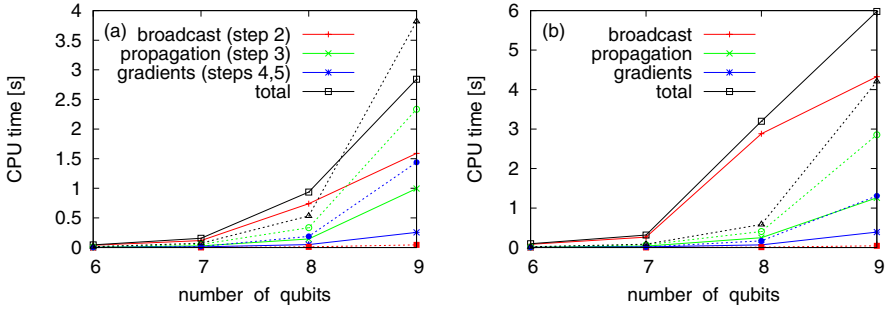 (a)
broadcast (step 2)
propagation (step 3)
gradients (steps 4,5)
total
CPU time [s]
4
3.5
3
2.5
2
1.5
1
0.5
0
6 7 8 9
number of qubits
(b)
broadcast
propagation
gradients
total
CPU time [s]
6
5
4
3
2
1
0
6 7 8 9
number of qubits